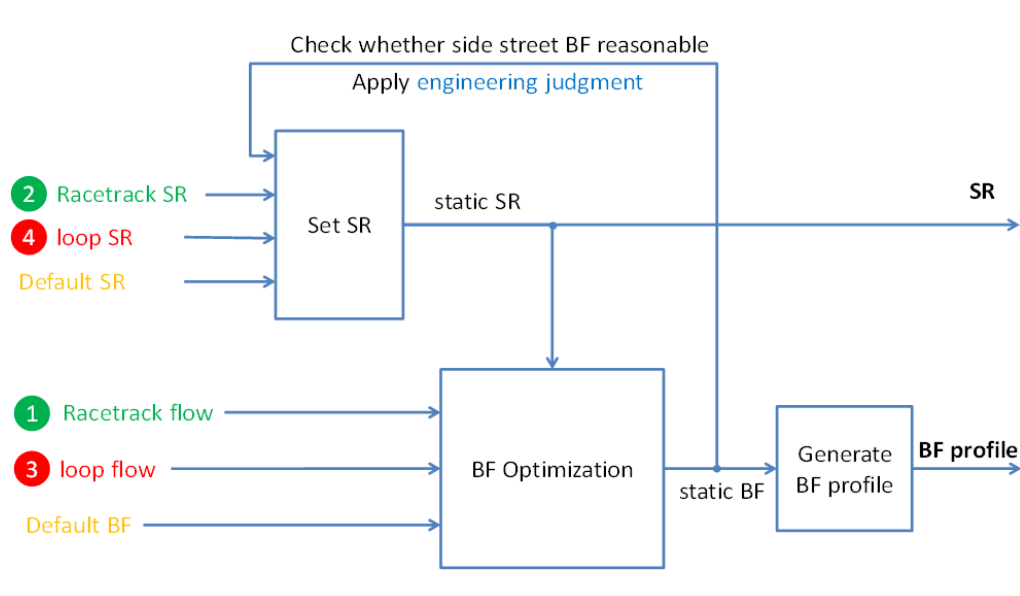 Check whether side street BF reasonable
Apply engineering judgment
2 Racetrack SR
4 loop SR
Default SR
Set SR
static SR
SR
1 Racetrack flow
3 loop flow
Default BF
BF Optimization
static BF
Generate
BF profile
BF profile